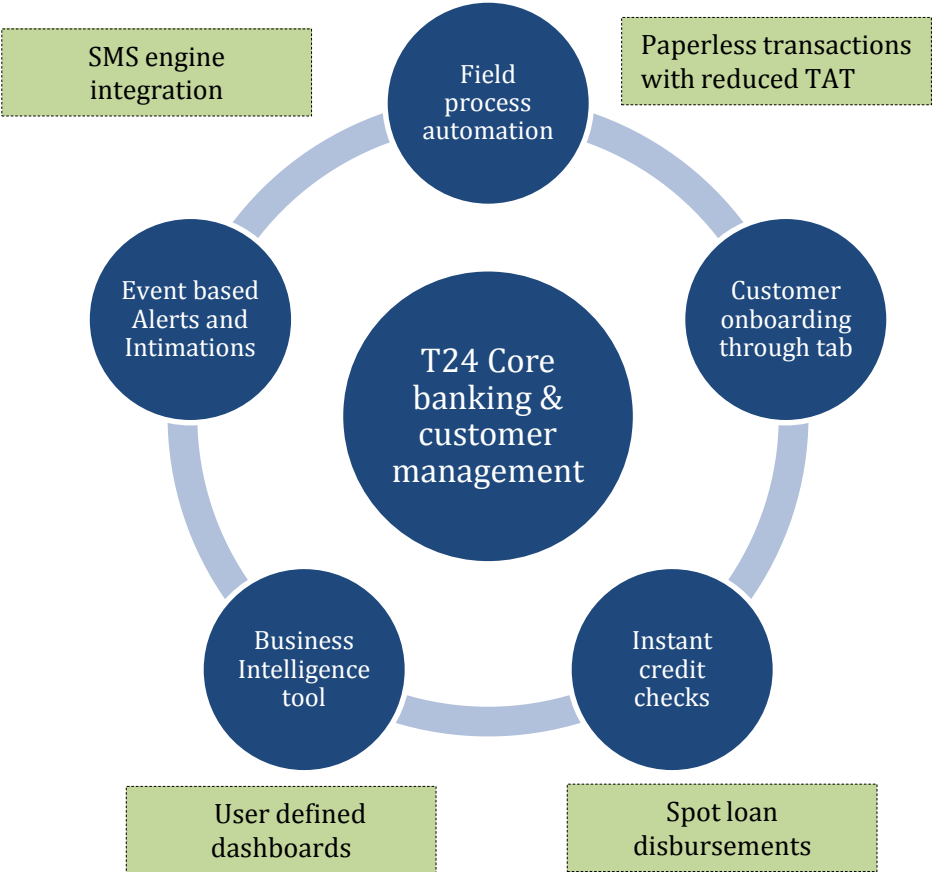 SMS engine
integration
Field
process
automation
Paperless transactions
with reduced TAT
Event based
Alerts and
Intimations
Customer
onboarding
through tab
T24 Core
banking &
customer
management
Business
Intelligence
tool
Instant
credit
checks
User defined
dashboards
Spot loan
disbursements